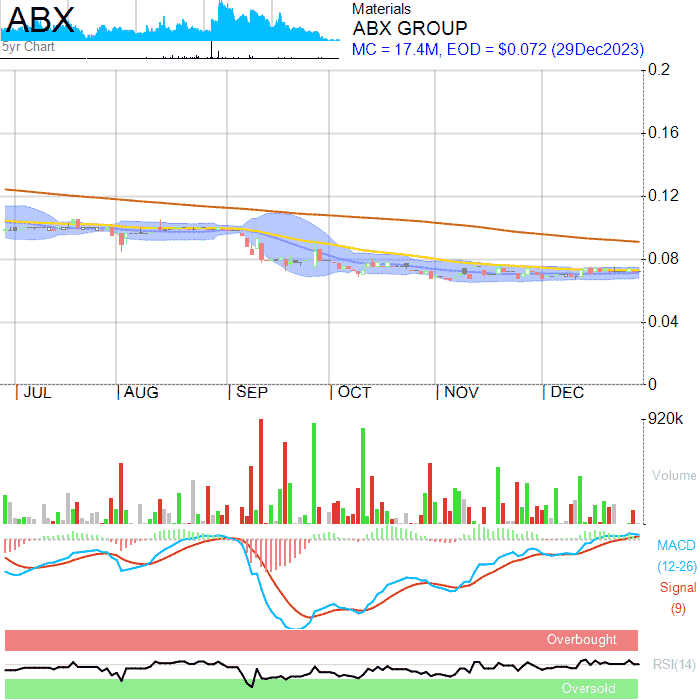 ABX
5yr Chart
Materials
ABX GROUP
MC = 17.4M, EOD = $0.072 (29Dec2023)
0.2
0.16
0.12
0.08
0.04
0
JUL AUG SEP OCT NOV DEC
920k
Volume
MACD
(12-26)
Signal
(9)
Overbought
RSI(14)
Oversold